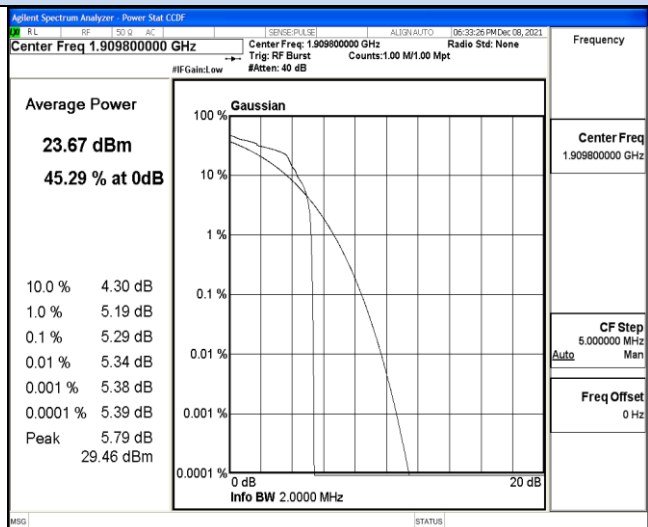 Agilent Spectrum Analyzer - Power Stat CCDF
RL RF 50 Ω AC SENSE:PULSE ALIGN AUTO 06:33:26 PM Dec 08, 2021
Center Freq 1.909800000 GHz
Center Freq: 1.909800000 GHz Radio Std: None
Trig: RF Burst Counts:1.00 M/1.00 Mpt
#IFGain:Low #Atten: 40 dB
Frequency
Average Power
23.67 dBm
45.29 % at 0dB
10.0 % 4.30 dB
1.0 % 5.19 dB
0.1 % 5.29 dB
0.01 % 5.34 dB
0.001 % 5.38 dB
0.0001 % 5.39 dB
Peak 5.79 dB
29.46 dBm
Gaussian
100 %
10 %
1 %
0.1 %
0.01 %
0.001 %
0.0001 %
0 dB 20 dB
Info BW 2.0000 MHz
Center Freq
1.909800000 GHz
CF Step
5.000000 MHz
Auto Man
Freq Offset
0 Hz
MSG STATUS